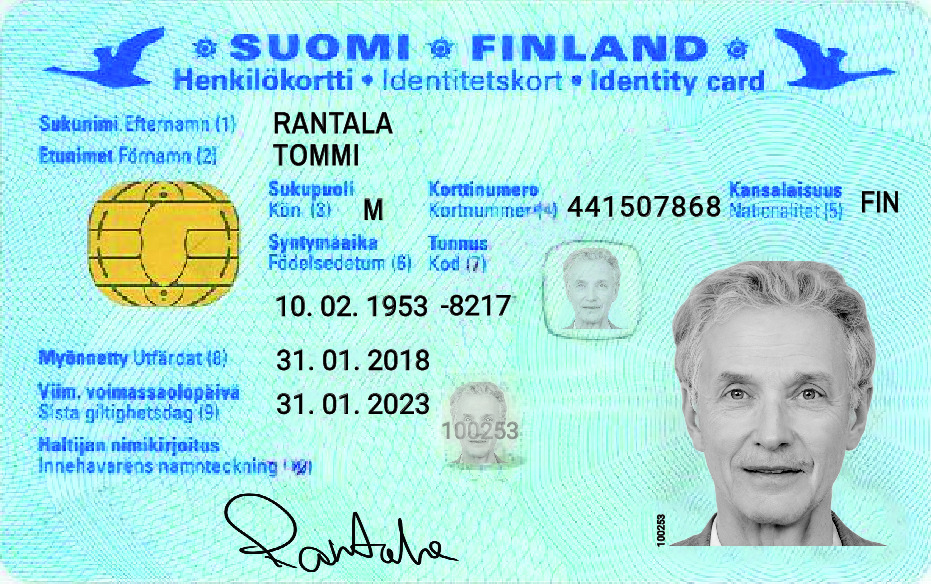 SUOMI FINLAND
Henkilökortti • Identitetskort • Identity card
Sukunimi Efternamn (1) RANTALA
Etunimet Förnamn (2) TOMMI
Sukupuoli Korttinumero Kansalaisuus
Kön (3) M Kortnummer (4) 441507868 Nationalitet (5) FIN
Syntymäaika Tunnus
Födelsedatum (6) Kod (7)
10. 02. 1953 -8217
Myönnetty Utfärdat (8) 31. 01. 2018
Viim. voimassaolopäivä
Sista giltighetsdag (9) 31. 01. 2023
100253
Haltijan nimikirjoitus
Innehavarens namnteckning
Rantala
100253